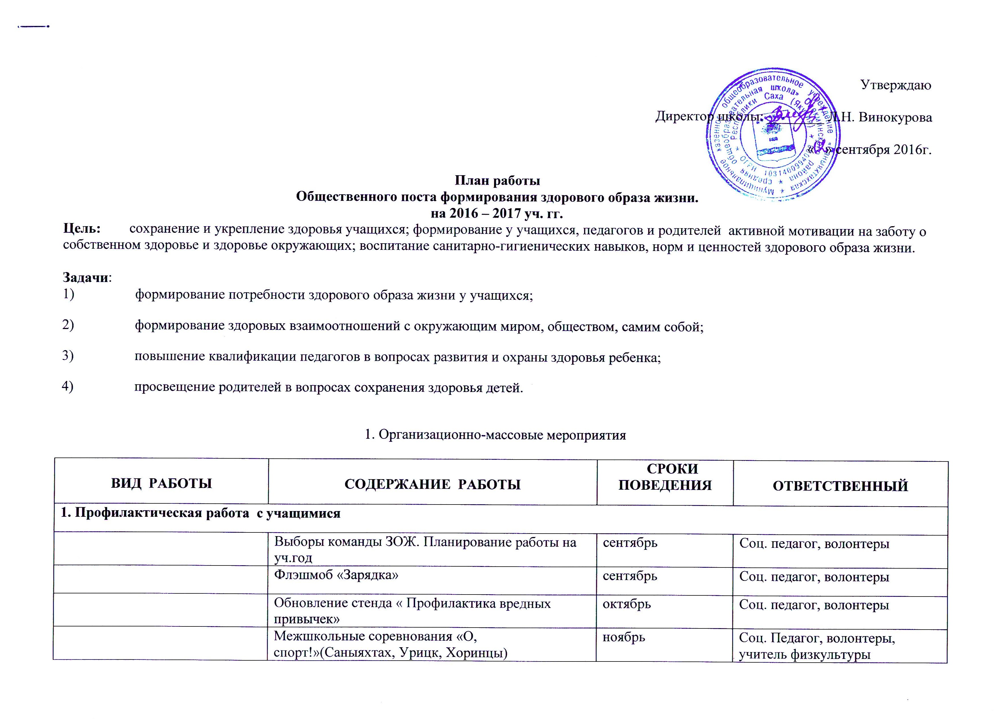 Утверждаю
Директор школы: Л.Н. Винокурова
«2» сентября 2016г.
Муниципальное казенное общеобразовательное учреждение «Саныяхтахская
средняя общеобразовательная школа» Олекминского района
Республики Саха (Якутия)
ОГРН
План работы
Общественного поста формирования здорового образа жизни.
на 2016 – 2017 уч. гг.
Цель: сохранение и укрепление здоровья учащихся; формирование у учащихся, педагогов и родителей активной мотивации на заботу о
собственном здоровье и здоровье окружающих; воспитание санитарно-гигиенических навыков, норм и ценностей здорового образа жизни.
Задачи:
1) формирование потребности здорового образа жизни у учащихся;
2) формирование здоровых взаимоотношений с окружающим миром, обществом, самим собой;
3) повышение квалификации педагогов в вопросах развития и охраны здоровья ребенка;
4) просвещение родителей в вопросах сохранения здоровья детей.
1. Организационно-массовые мероприятия
ВИД РАБОТЫ
СОДЕРЖАНИЕ РАБОТЫ
СРОКИ
ПОВЕДЕНИЯ
ОТВЕТСТВЕННЫЙ
1. Профилактическая работа с учащимися
Выборы команды ЗОЖ. Планирование работы на
уч.год
сентябрь
Соц. педагог, волонтеры
Флэшмоб «Зарядка»
сентябрь
Соц. педагог, волонтеры
Обновление стенда « Профилактика вредных
привычек»
октябрь
Соц. педагог, волонтеры
Межшкольные соревнования «О,
спорт!»(Саныяхтах, Урицк, Хоринцы)
ноябрь
Соц. Педагог, волонтеры,
учитель физкультуры